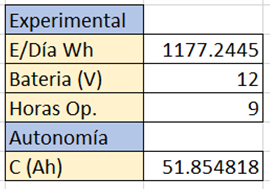 Experimental
E/Día Wh 1177.2445
Bateria (V) 12
Horas Op. 9
Autonomía
C (Ah) 51.854818